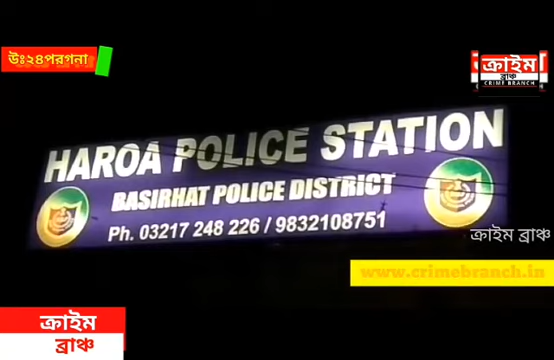 উঃ২৪পরগনা
ক্রাইম
ব্রাঞ্চ
CRIME BRANCH
HAROA POLICE STATION
BASIRHAT POLICE DISTRICT
Ph. 03217 248 226 / 9832108751
ক্রাইম ব্রাঞ্চ
www.crimebranch.in
ক্রাইম
ব্রাঞ্চ